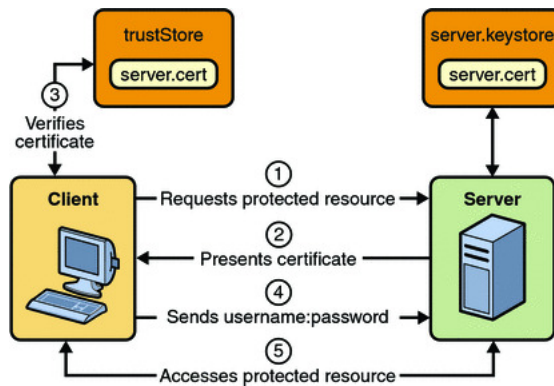 trustStore
server.cert
server.keystore
server.cert
3
Verifies
certificate
Client
Server
1
Requests protected resource
2
Presents certificate
4
Sends username:password
5
Accesses protected resource